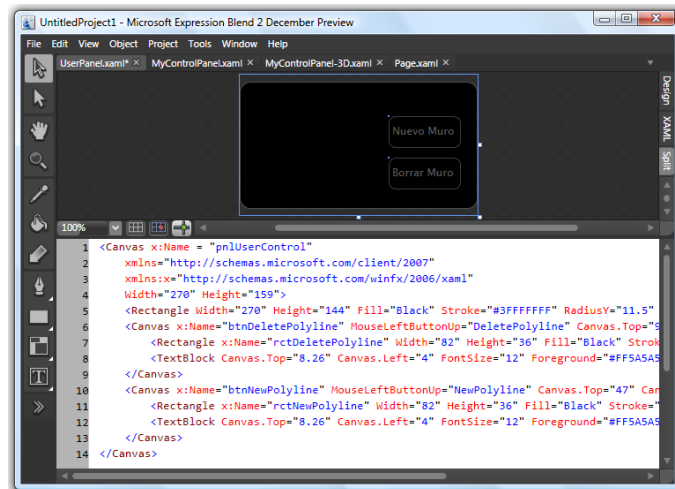 UntitledProject1 - Microsoft Expression Blend 2 December Preview
File Edit View Object Project Tools Window Help
UserPanel.xaml* × MyControlPanel.xaml × MyControlPanel-3D.xaml × Page.xaml ×
Design
XAML
Split
Nuevo Muro
Borrar Muro
100%
1 <Canvas x:Name = "pnlUserControl"
2 xmlns="http://schemas.microsoft.com/client/2007"
3 xmlns:x="http://schemas.microsoft.com/winfx/2006/xaml"
4 Width="270" Height="159">
5 <Rectangle Width="270" Height="144" Fill="Black" Stroke="#3FFFFFFF" RadiusY="11.5"
6 <Canvas x:Name="btnDeletePolyline" MouseLeftButtonUp="DeletePolyline" Canvas.Top="9
7 <Rectangle x:Name="rctDeletePolyline" Width="82" Height="36" Fill="Black" Strok
8 <TextBlock Canvas.Top="8.26" Canvas.Left="4" FontSize="12" Foreground="#FF5A5A5
9 </Canvas>
10 <Canvas x:Name="btnNewPolyline" MouseLeftButtonUp="NewPolyline" Canvas.Top="47" Can
11 <Rectangle x:Name="rctNewPolyline" Width="82" Height="36" Fill="Black" Stroke="
12 <TextBlock Canvas.Top="8.26" Canvas.Left="4" FontSize="12" Foreground="#FF5A5A5
13 </Canvas>
14 </Canvas>